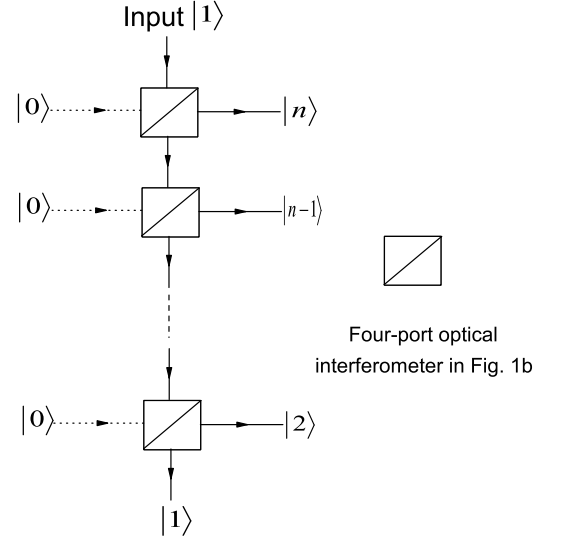 Input |1⟩
|0⟩ |n⟩
|0⟩ |n−1⟩
Four-port optical
interferometer in Fig. 1b
|0⟩ |2⟩
|1⟩